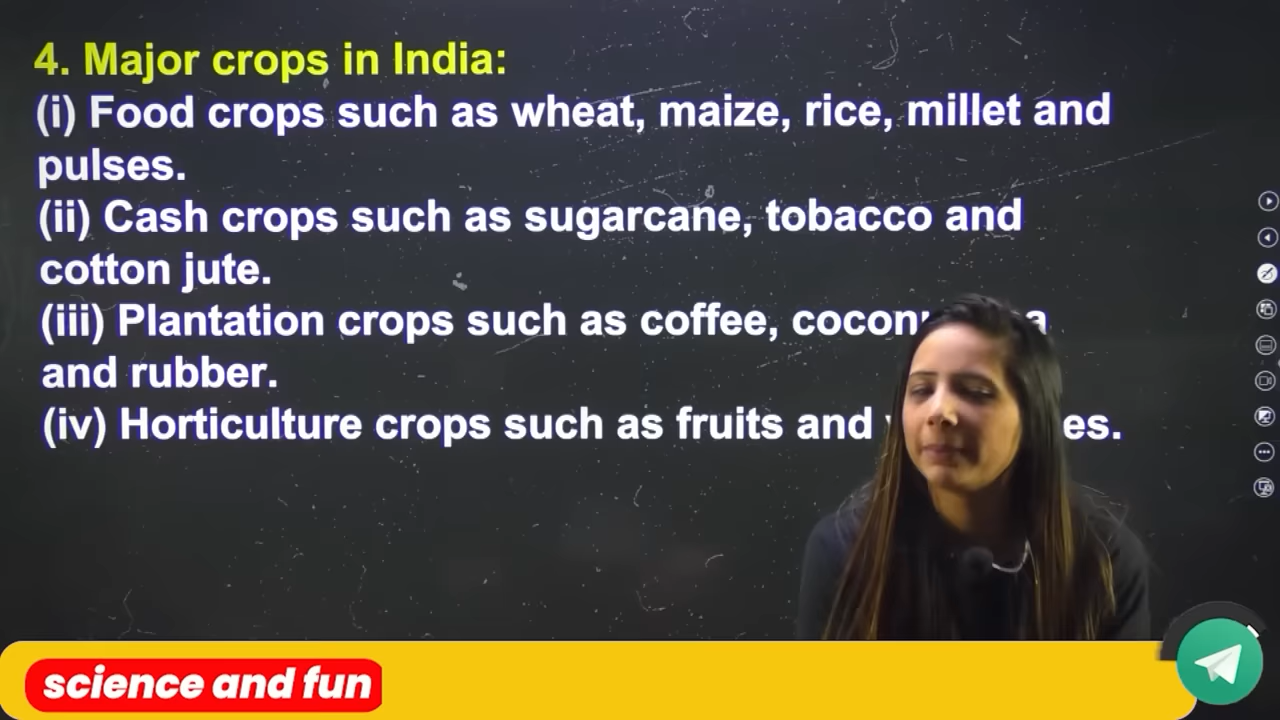 4. Major crops in India:
(i) Food crops such as wheat, maize, rice, millet and
pulses.
(ii) Cash crops such as sugarcane, tobacco and
cotton jute.
(iii) Plantation crops such as coffee,
and rubber.
(iv) Horticulture crops such as fruits and
science and fun